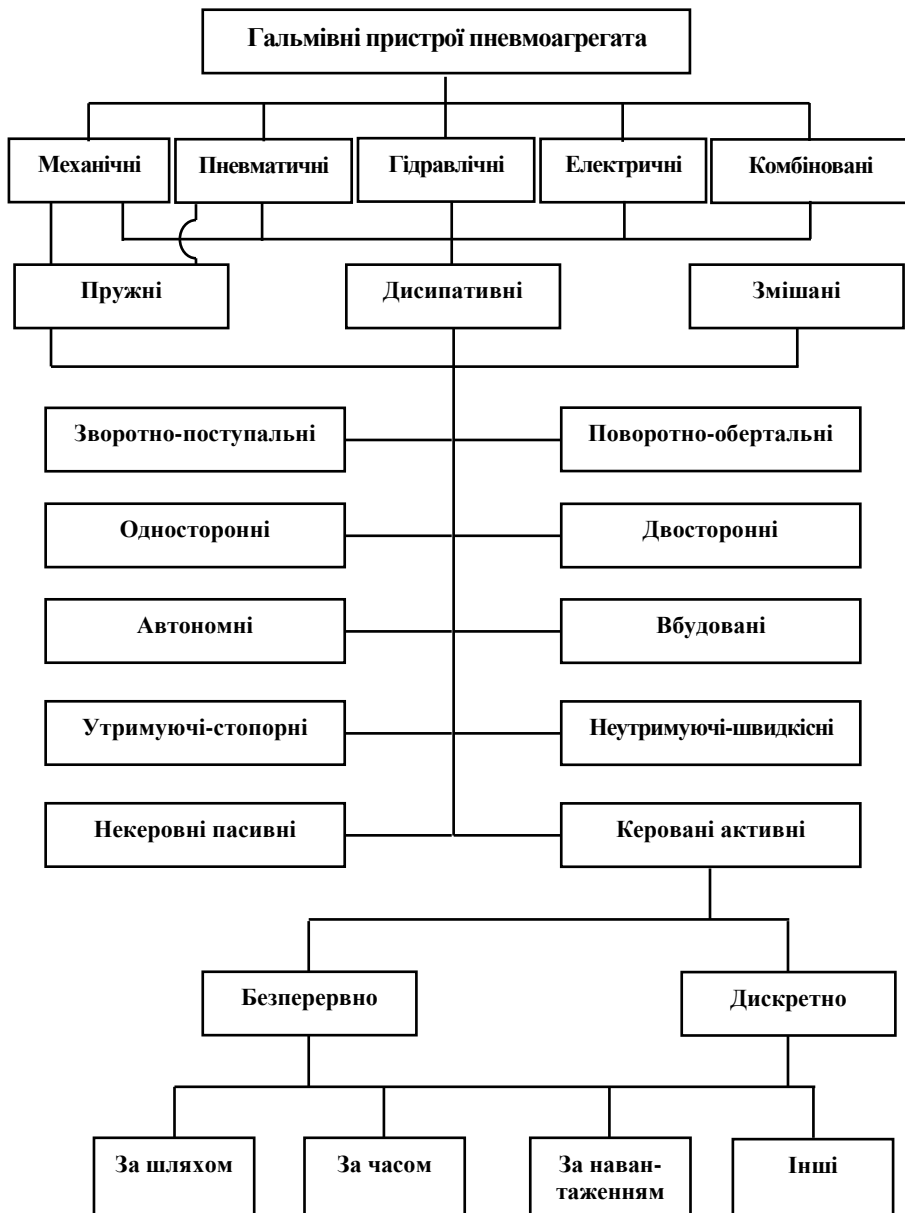 Гальмівні пристрої пневмоагрегата
Механічні
Пневматичні
Гідравлічні
Електричні
Комбіновані
Пружні
Дисипативні
Змішані
Зворотно-поступальні
Поворотно-обертальні
Односторонні
Двосторонні
Автономні
Вбудовані
Утримуючі-стопорні
Неутримуючі-швидкісні
Некеровні пасивні
Керовані активні
Безперервно
Дискретно
За шляхом
За часом
За наван-
таженням
Інші